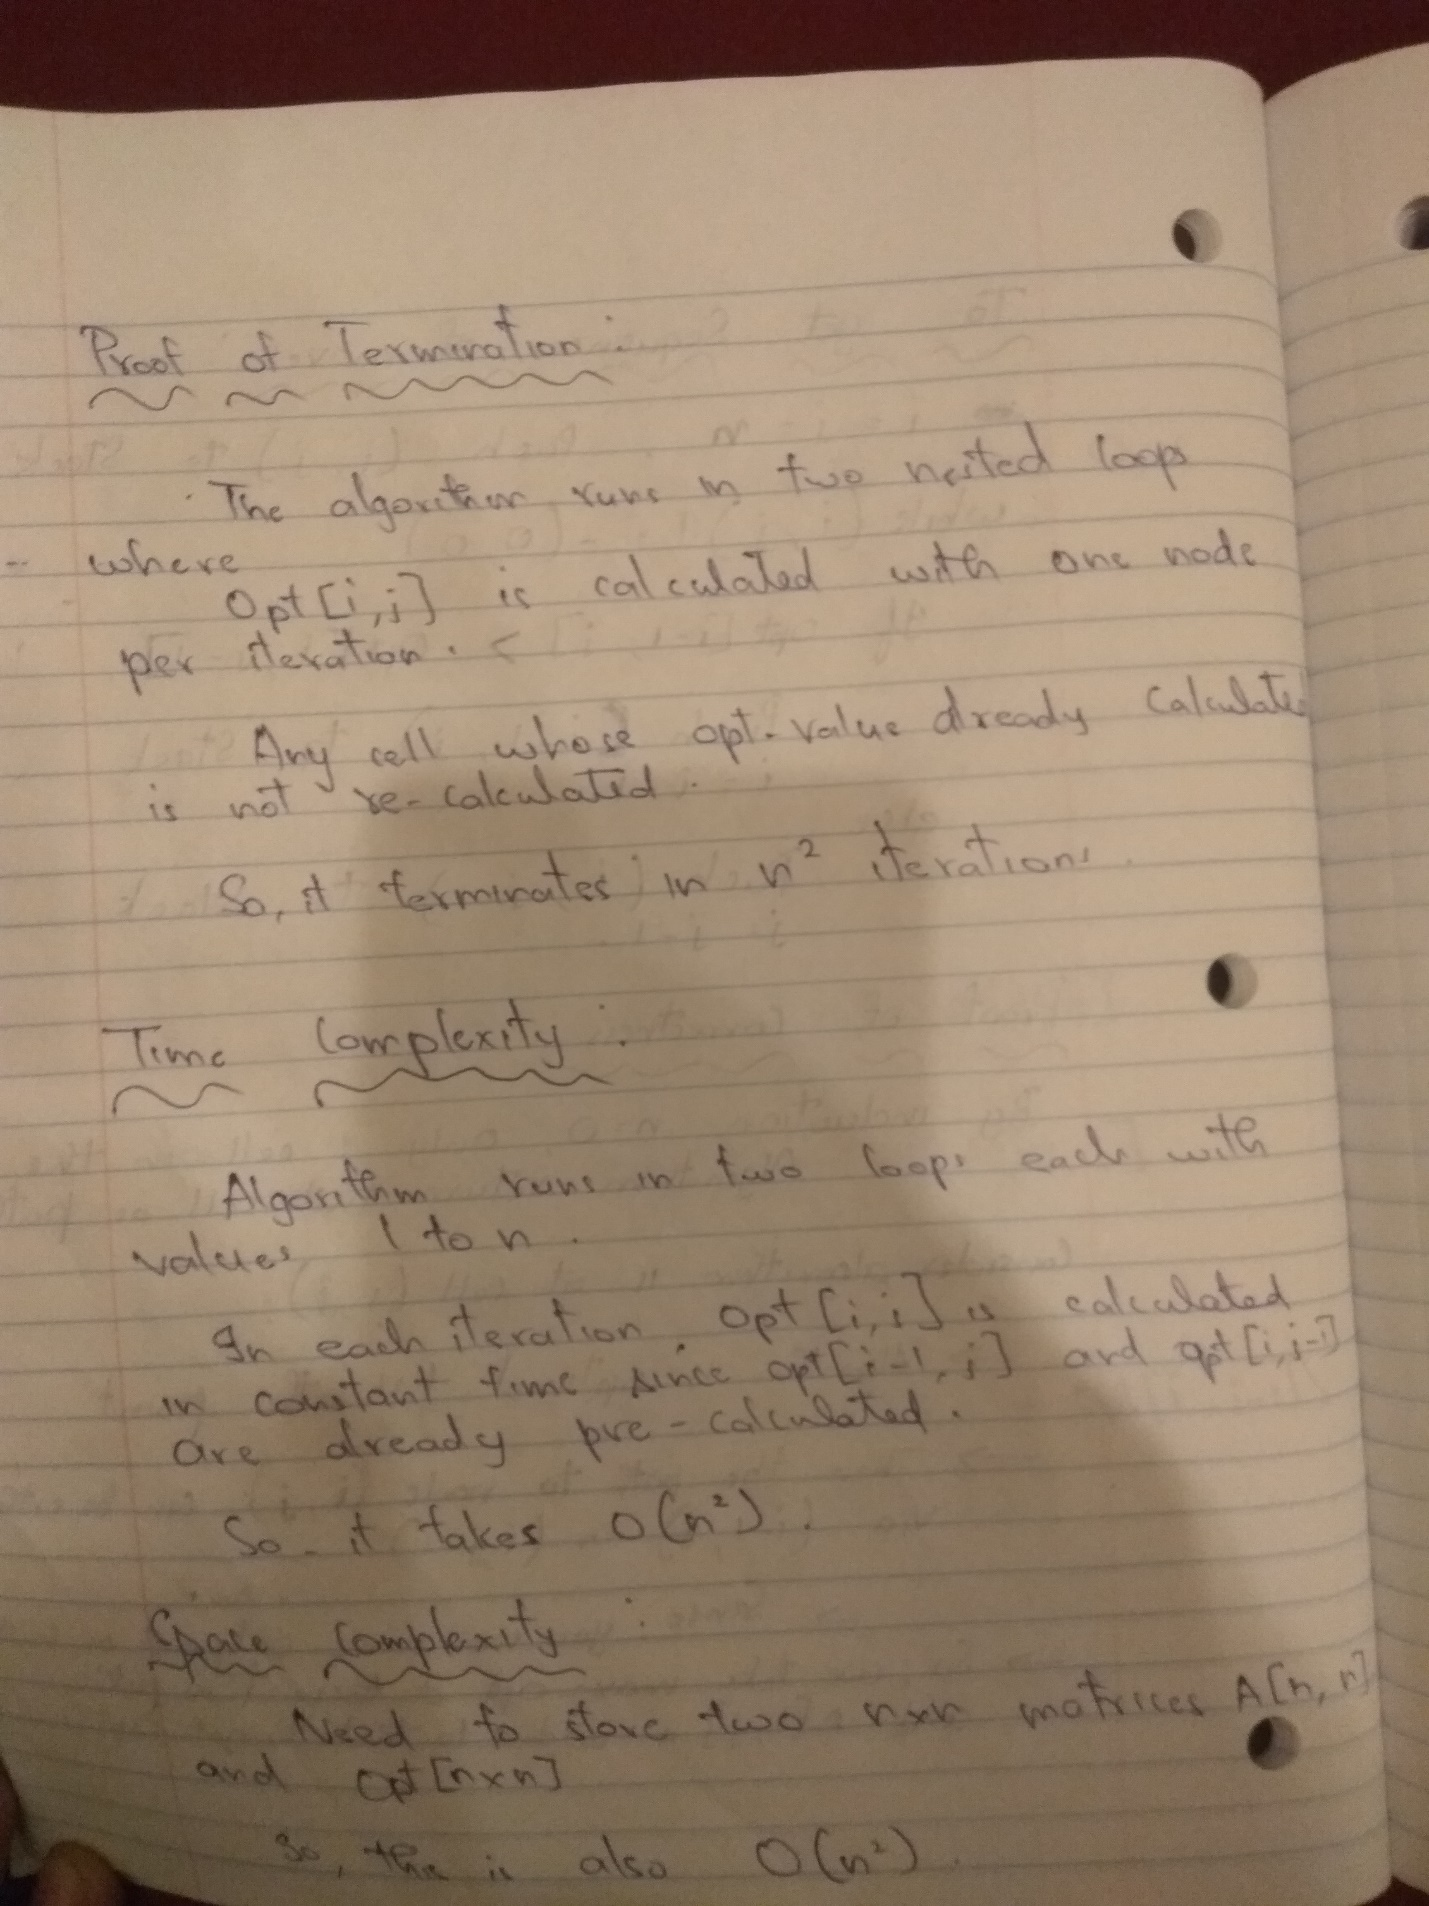 Proof of Termination :
The algorithm runs in two nested loops
where
Opt[i,j] is calculated with one node
per iteration.
Any cell whose opt. value already calculated
is not re-calculated.
So, it terminates in n² iterations.
Time Complexity :
Algorithm runs in two loops each with
values 1 to n.
In each iteration, opt[i,j] is calculated
in constant time since opt[i-1, j] and opt[i,j-1]
are already pre-calculated.
So it takes O(n²).
Space Complexity :
Need to store two nxn matrices A[n, n]
and opt[nxn]
So, this is also O(n²).